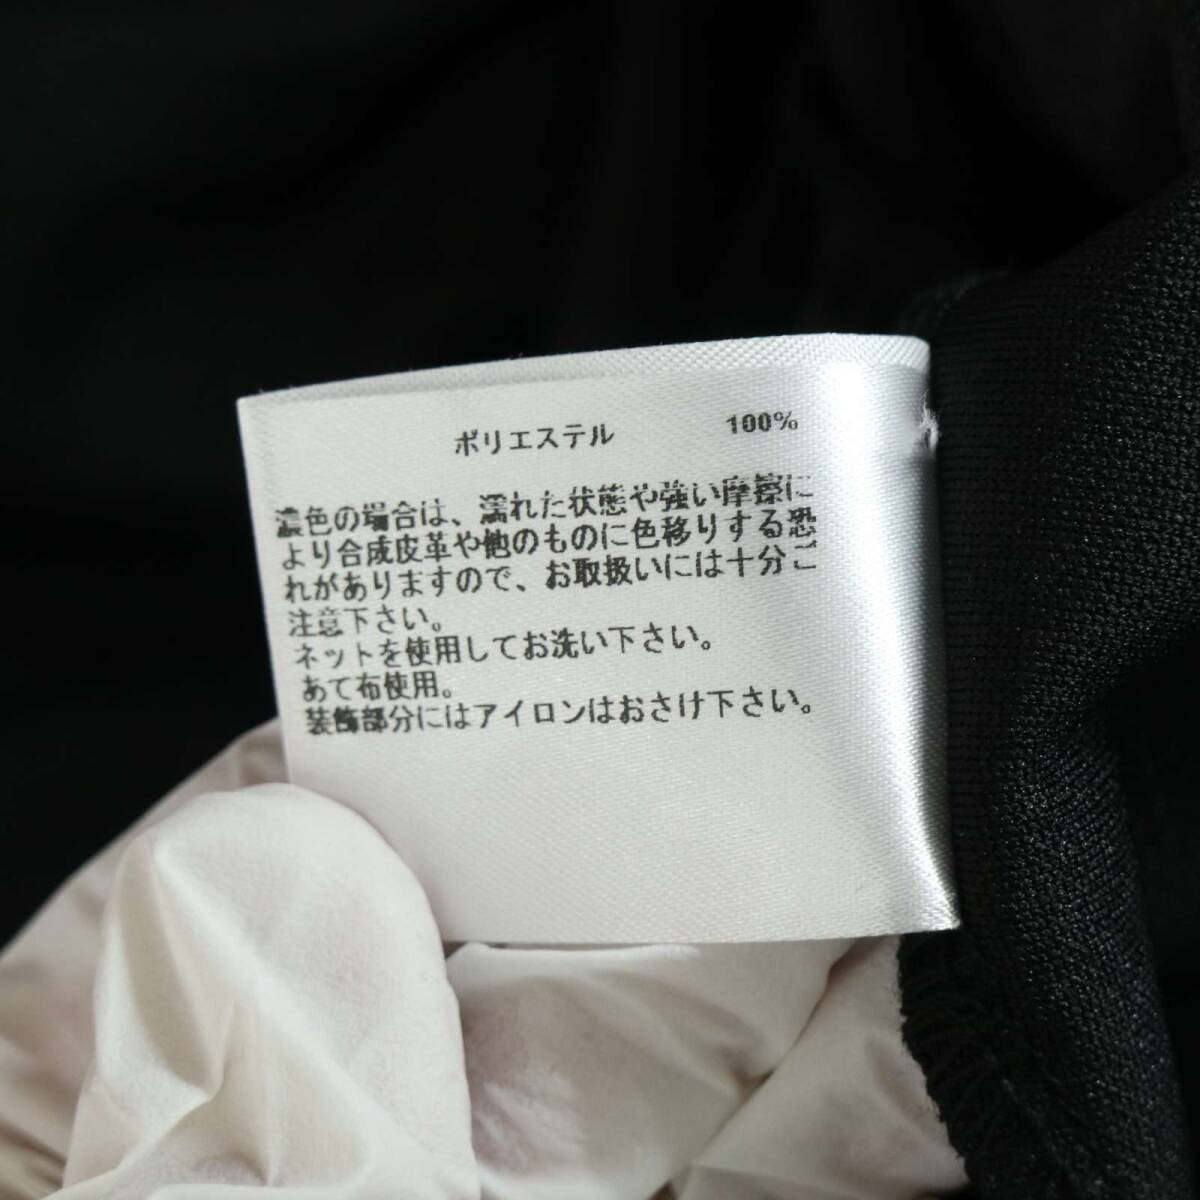 ポリエステル 100%
濃色の場合は、濡れた状態や強い摩擦に
より合成皮革や他のものに色移りする恐
れがありますので、お取扱いには十分ご
注意下さい。
ネットを使用してお洗い下さい。
あて布使用。
装飾部分にはアイロンはおさけ下さい。